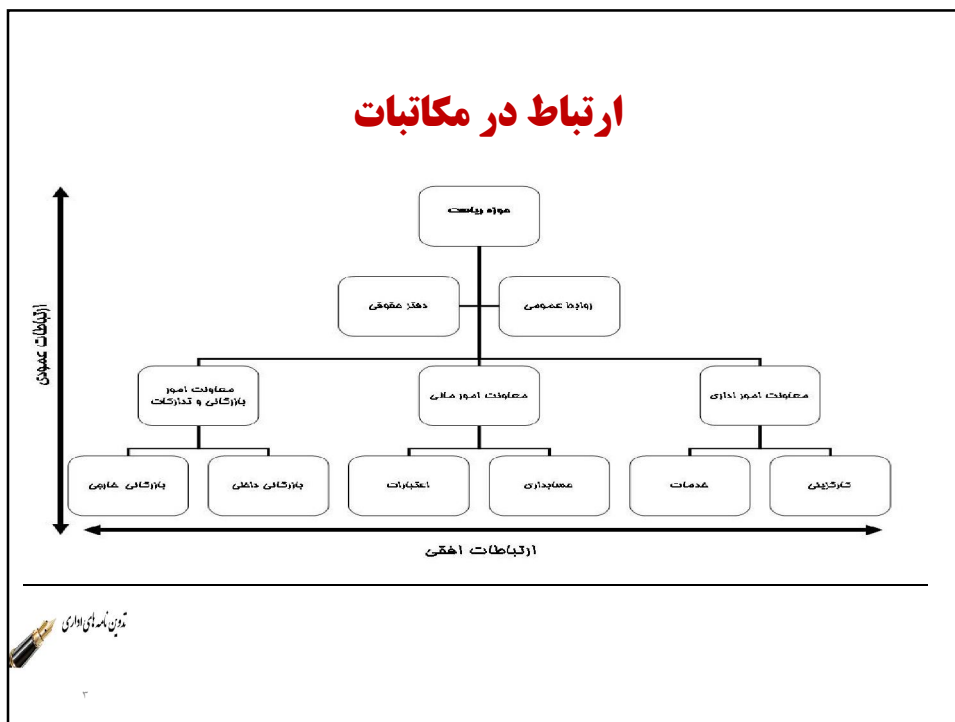 ارتباط در مکاتبات
حوزه ریاست
روابط عمومی
دفتر حقوقی
معاونت امور اداری
معاونت امور مالی
معاونت امور
بازرگانی و تدارکات
کارگزینی
خدمات
حسابداری
اعتبارات
بازرگانی داخلی
بازرگانی خارجی
ارتباطات عمودی
ارتباطات افقی
تدوین نامه های اداری
۳